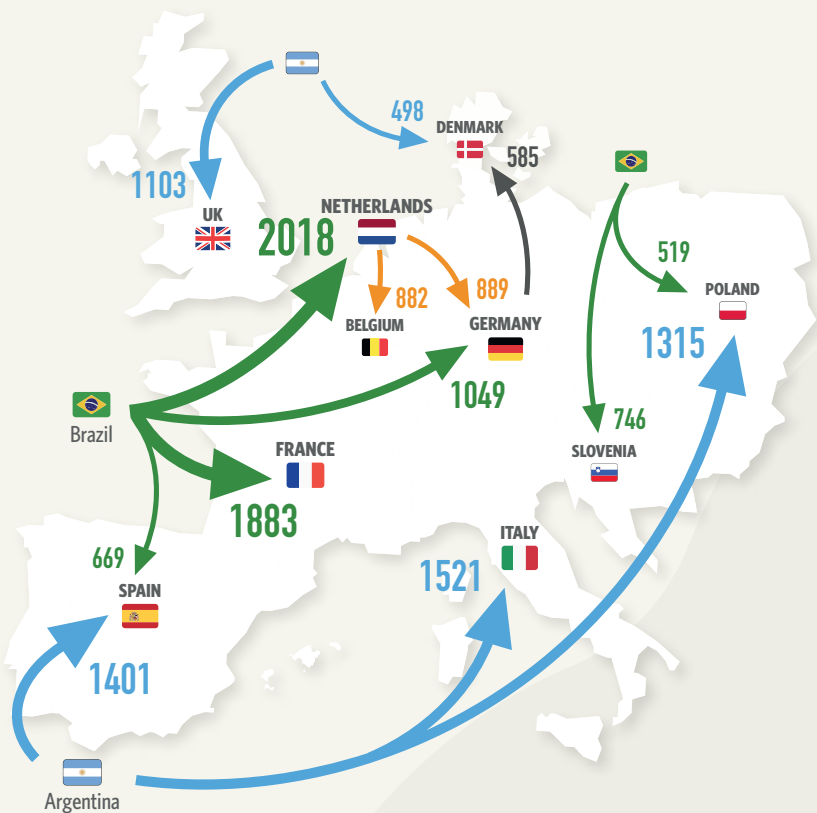 498
DENMARK
585
1103
UK
NETHERLANDS
2018
519
882
889
POLAND
BELGIUM
GERMANY
1315
1049
Brazil
746
FRANCE
SLOVENIA
1883
ITALY
669
1521
SPAIN
1401
Argentina